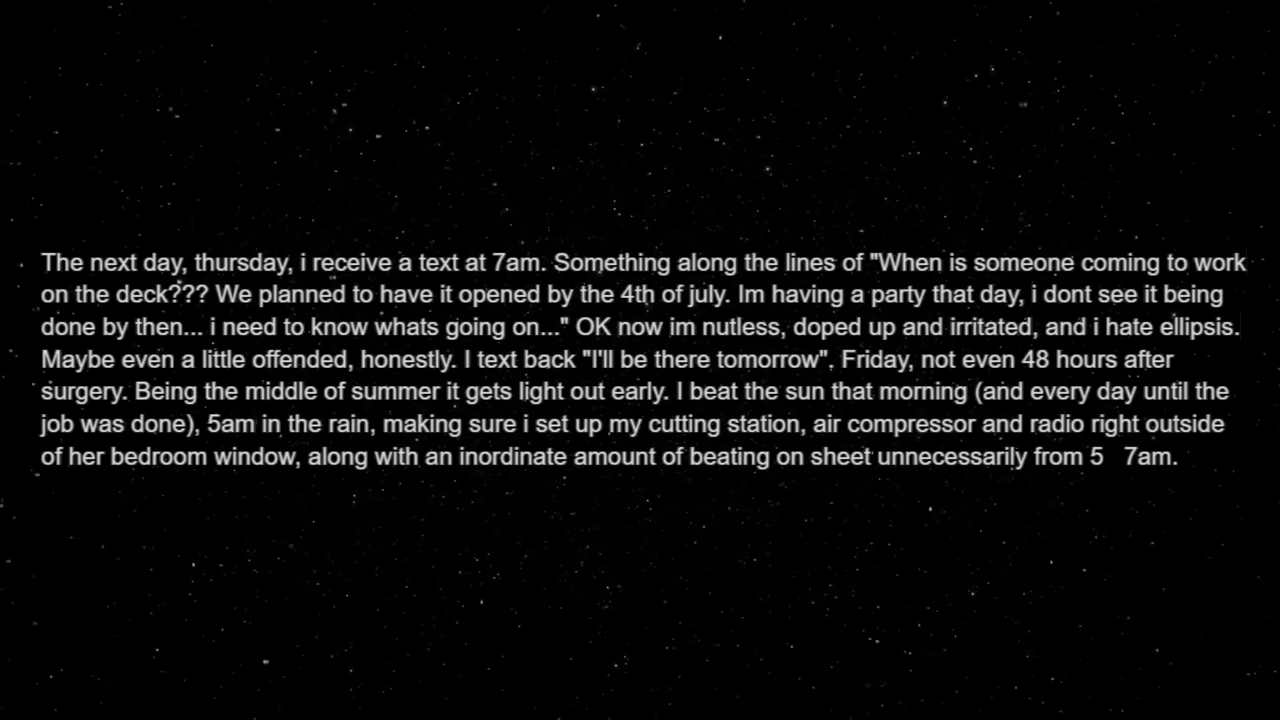 The next day, thursday, i receive a text at 7am. Something along the lines of "When is someone coming to work
on the deck??? We planned to have it opened by the 4th of july. Im having a party that day, i dont see it being
done by then... i need to know whats going on..." OK now im nutless, doped up and irritated, and i hate ellipsis.
Maybe even a little offended, honestly. I text back "I'll be there tomorrow". Friday, not even 48 hours after
surgery. Being the middle of summer it gets light out early. I beat the sun that morning (and every day until the
job was done), 5am in the rain, making sure i set up my cutting station, air compressor and radio right outside
of her bedroom window, along with an inordinate amount of beating on sheet unnecessarily from 5   7am.